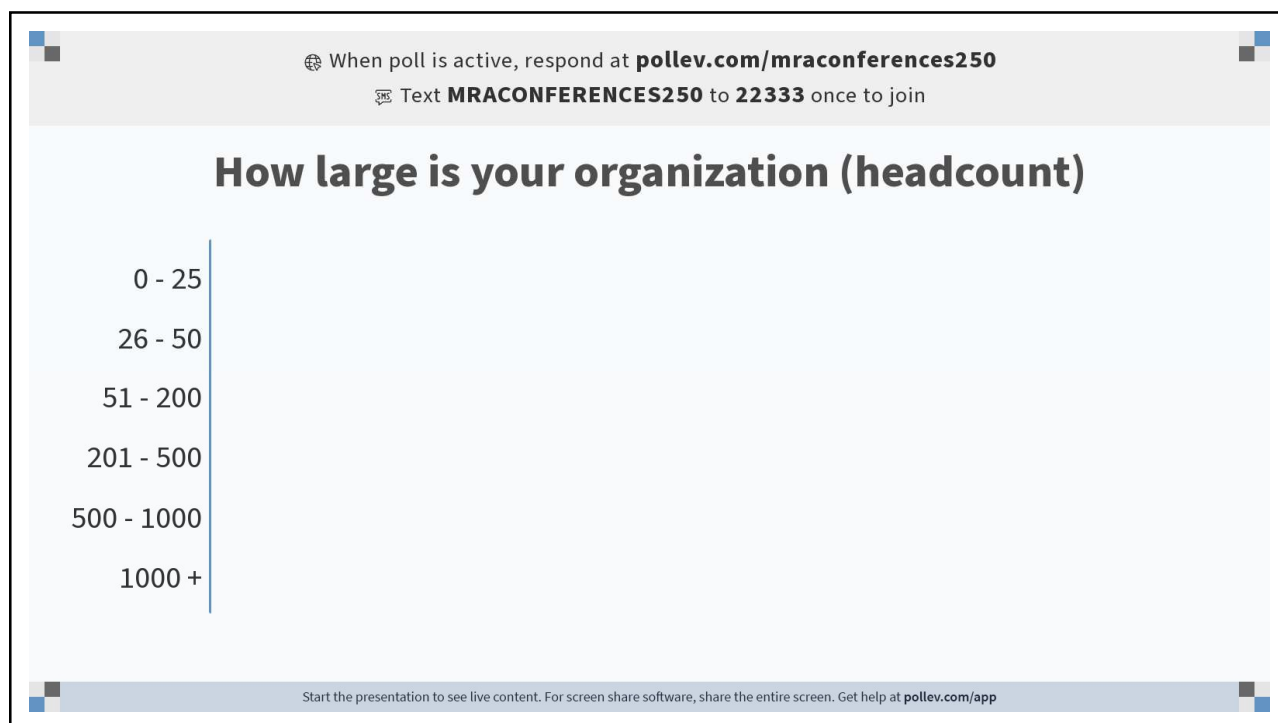 When poll is active, respond at pollev.com/mraconferences250
SMS Text MRACONFERENCES250 to 22333 once to join
How large is your organization (headcount)
0 - 25
26 - 50
51 - 200
201 - 500
500 - 1000
1000 +
Start the presentation to see live content. For screen share software, share the entire screen. Get help at pollev.com/app